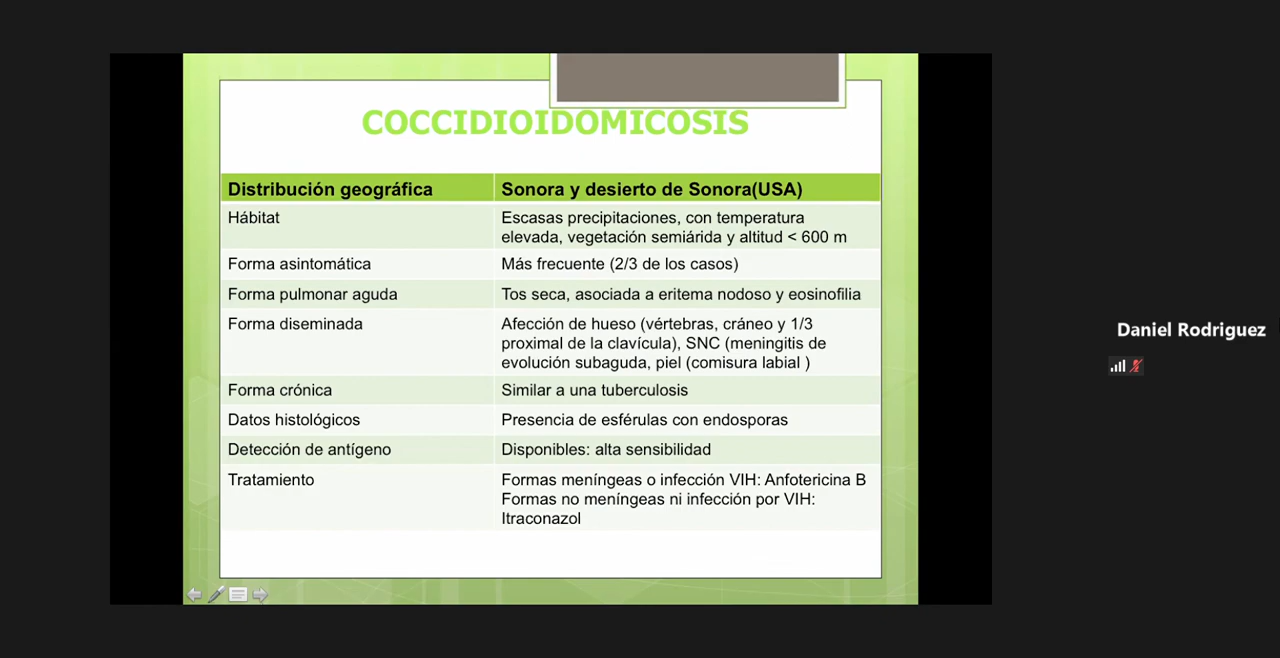 COCCIDIOIDOMICOSIS
Distribución geográfica
Sonora y desierto de Sonora(USA)
Hábitat
Escasas precipitaciones, con temperatura
elevada, vegetación semiárida y altitud < 600 m
Forma asintomática
Más frecuente (2/3 de los casos)
Forma pulmonar aguda
Tos seca, asociada a eritema nodoso y eosinofilia
Forma diseminada
Afección de hueso (vértebras, cráneo y 1/3
proximal de la clavícula), SNC (meningitis de
evolución subaguda, piel (comisura labial )
Forma crónica
Similar a una tuberculosis
Datos histológicos
Presencia de esférulas con endosporas
Detección de antígeno
Disponibles: alta sensibilidad
Tratamiento
Formas meníngeas o infección VIH: Anfotericina B
Formas no meníngeas ni infección por VIH:
Itraconazol
Daniel Rodriguez